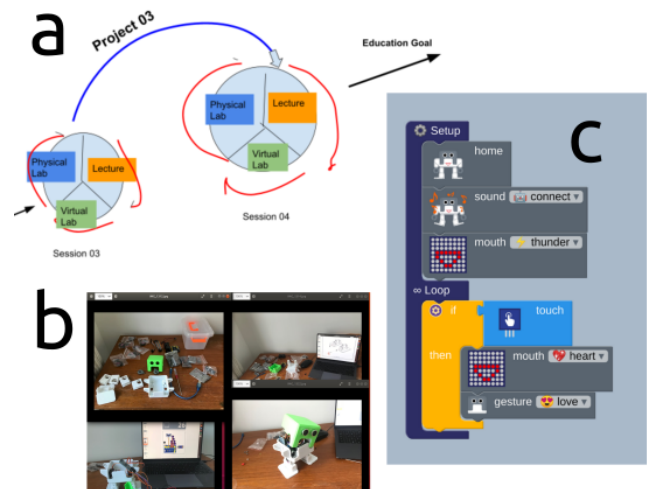 a
Project 03
Education Goal
Physical
Lab
Lecture
Virtual
Lab
Session 04
Physical
Lab
Lecture
Virtual
Lab
Session 03
b
C
Setup
home
sound connect
mouth thunder
∞ Loop
if touch
then mouth heart
gesture love